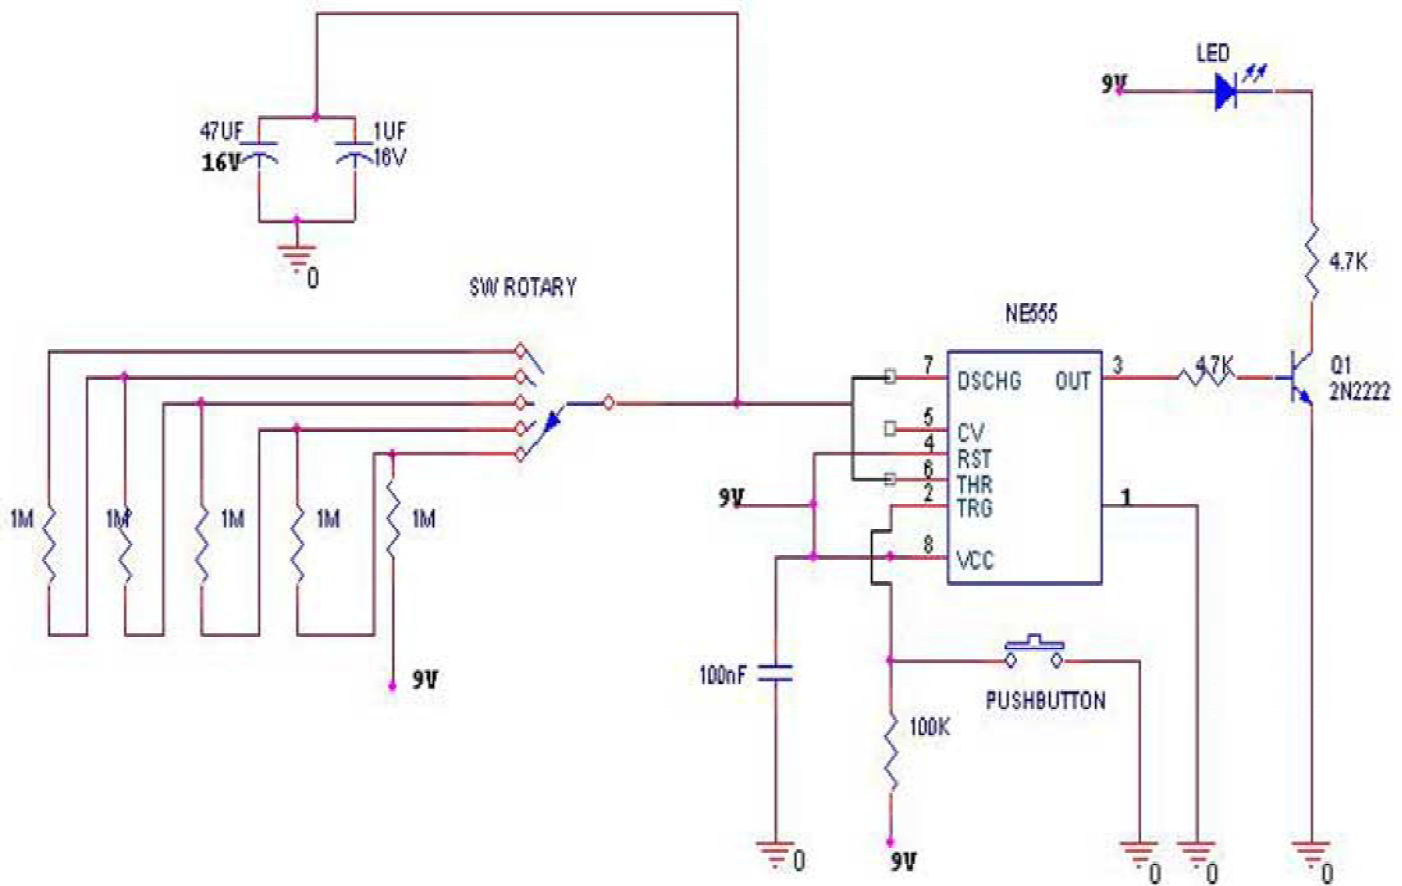 LED
9V
47UF
16V
1UF
16V
0
4.7K
SW ROTARY
NE555
7
DSCHG
OUT
3
4.7K
Q1
2N2222
5
CV
4
RST
6
THR
2
TRG
9V
1
8
VCC
1M
1M
1M
1M
1M
9V
100nF
PUSHBUTTON
100K
9V
0
0
0
0